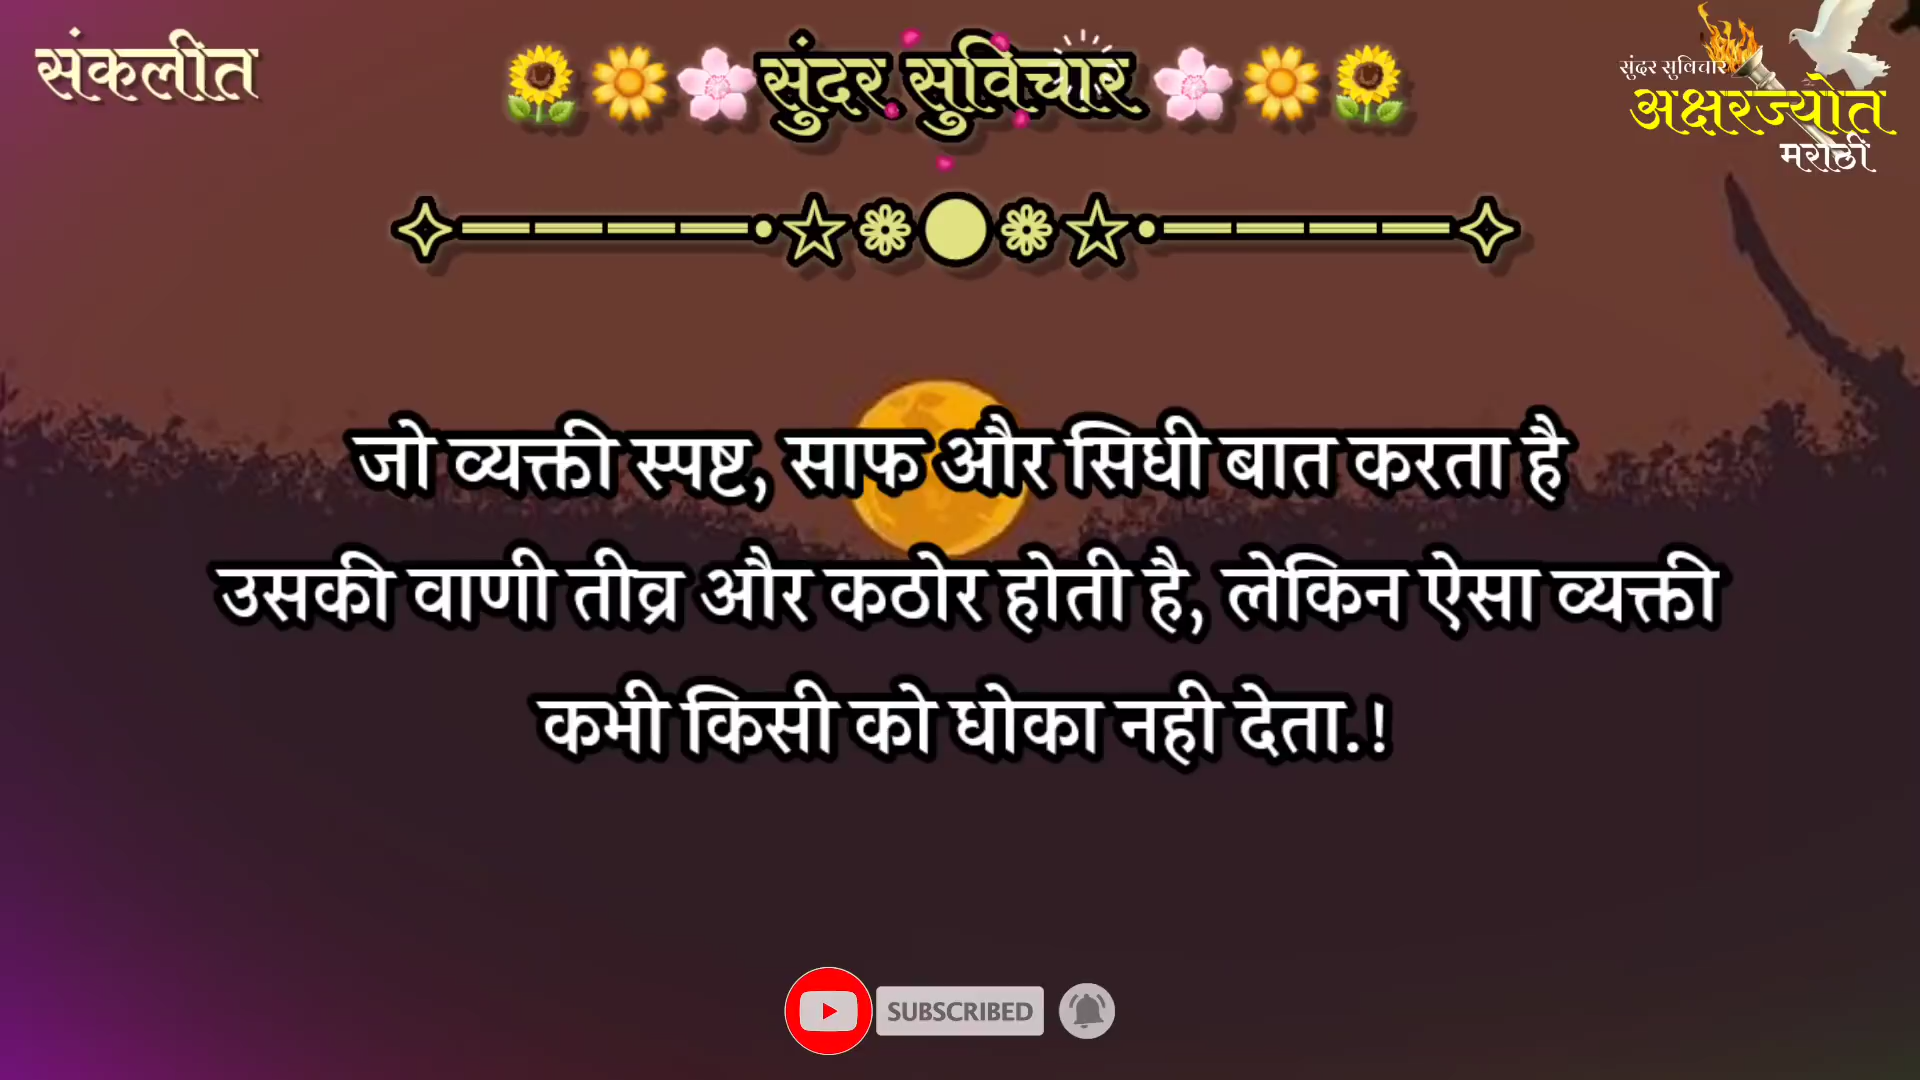 संकलीत
सुंदर सुविचार
सुंदर सुविचार
अक्षरज्योत
मराठी
जो व्यक्ती स्पष्ट, साफ और सिधी बात करता है
उसकी वाणी तीव्र और कठोर होती है, लेकिन ऐसा व्यक्ती
कभी किसी को धोका नही देता.!
SUBSCRIBED